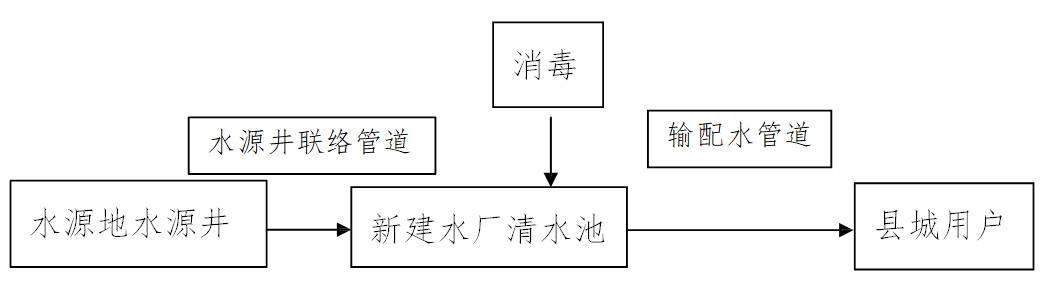 消毒
水源井联络管道
输配水管道
水源地水源井
新建水厂清水池
县城用户